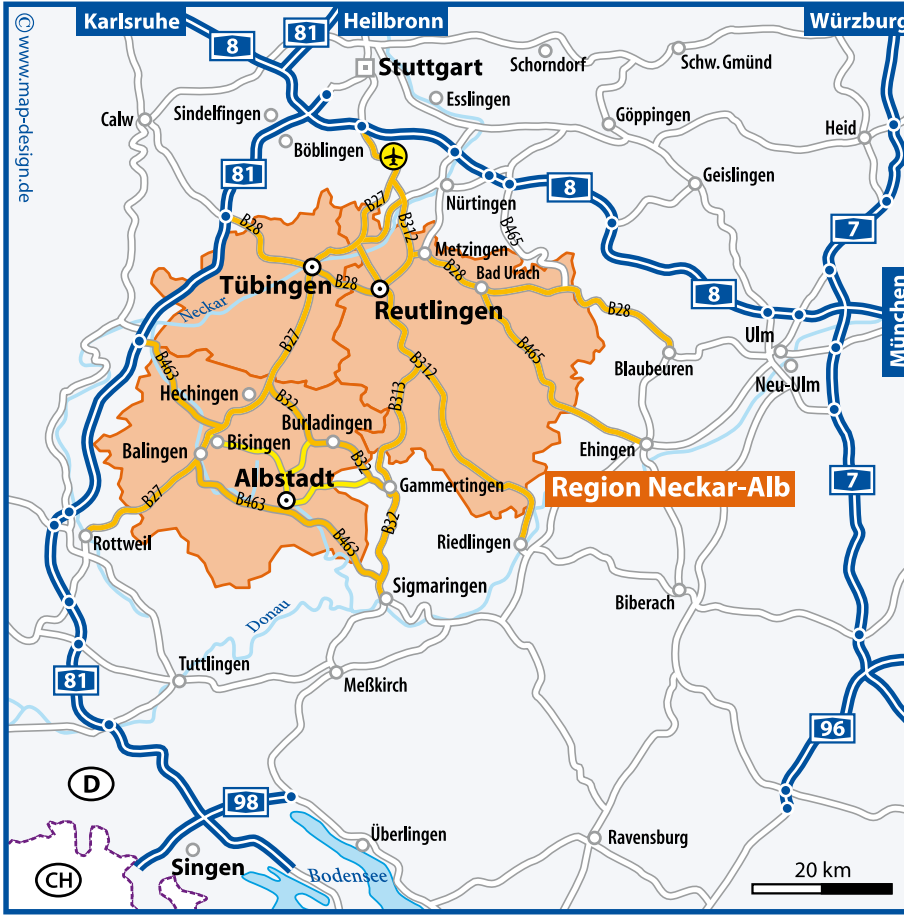 © www.map-design.de
Karlsruhe
8
81
Heilbronn
Würzburg
Stuttgart
Schorndorf
Schw. Gmünd
Esslingen
Calw
Sindelfingen
Göppingen
Heid
Böblingen
81
Geislingen
8
7
Nürtingen
B27
B312
B28
B465
Metzingen
B28
Bad Urach
Tübingen
B28
Reutlingen
Neckar
8
München
B28
Ulm
B27
B465
Blaubeuren
Neu-Ulm
B463
B312
B313
Hechingen
B32
Burladingen
Bisingen
Balingen
Ehingen
B32
Albstadt
Gammertingen
Region Neckar-Alb
7
B27
B463
B32
Rottweil
B463
Riedlingen
Sigmaringen
Biberach
Donau
Tuttlingen
81
Meßkirch
96
D
98
Überlingen
Ravensburg
Singen
CH
Bodensee
20 km